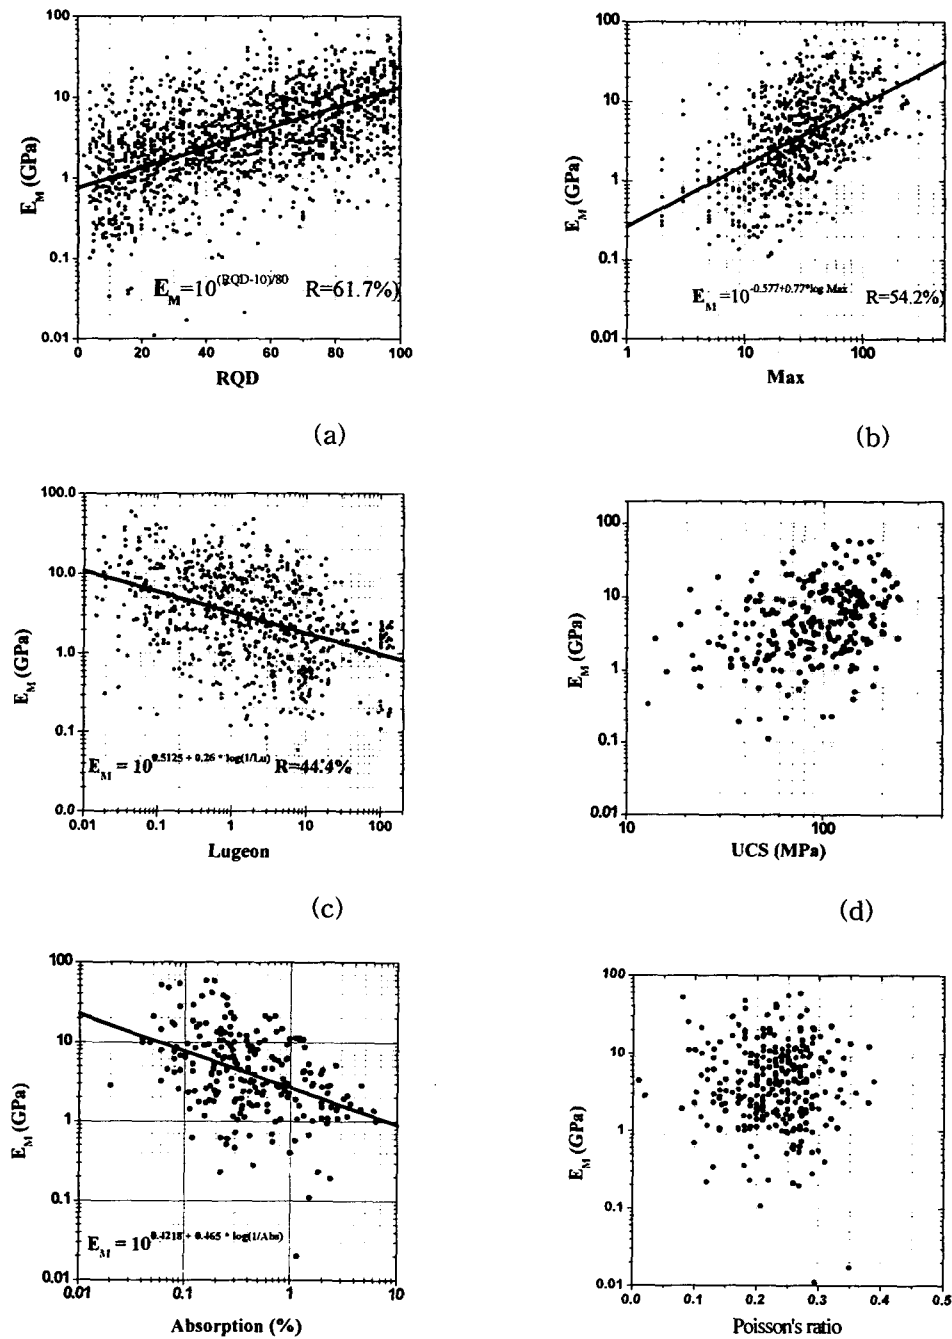 100
10
1
0.1
0.01
E_M (GPa)
E_M=10^(RQD-10)/80 R=61.7%)
0 20 40 60 80 100
RQD
(a)
100
10
1
0.1
0.01
E_M (GPa)
E_M=10^-0.577+0.77*log Max R=54.2%)
1 10 100
Max
(b)
100.0
10.0
1.0
0.1
0.0
E_M (GPa)
E_M = 10^0.5125 + 0.26 * log(1/Lu) R=44.4%
0.01 0.1 1 10 100
Lugeon
(c)
100
10
1
0.1
0.01
E_M (GPa)
10 100
UCS (MPa)
(d)
100
10
1
0.1
0.01
E_M (GPa)
E_M = 10^0.4218 + 0.465 * log(1/Abs)
0.01 0.1 1 10
Absorption (%)
100
10
1
0.1
0.01
E_M (GPa)
0.0 0.1 0.2 0.3 0.4 0.5
Poisson's ratio